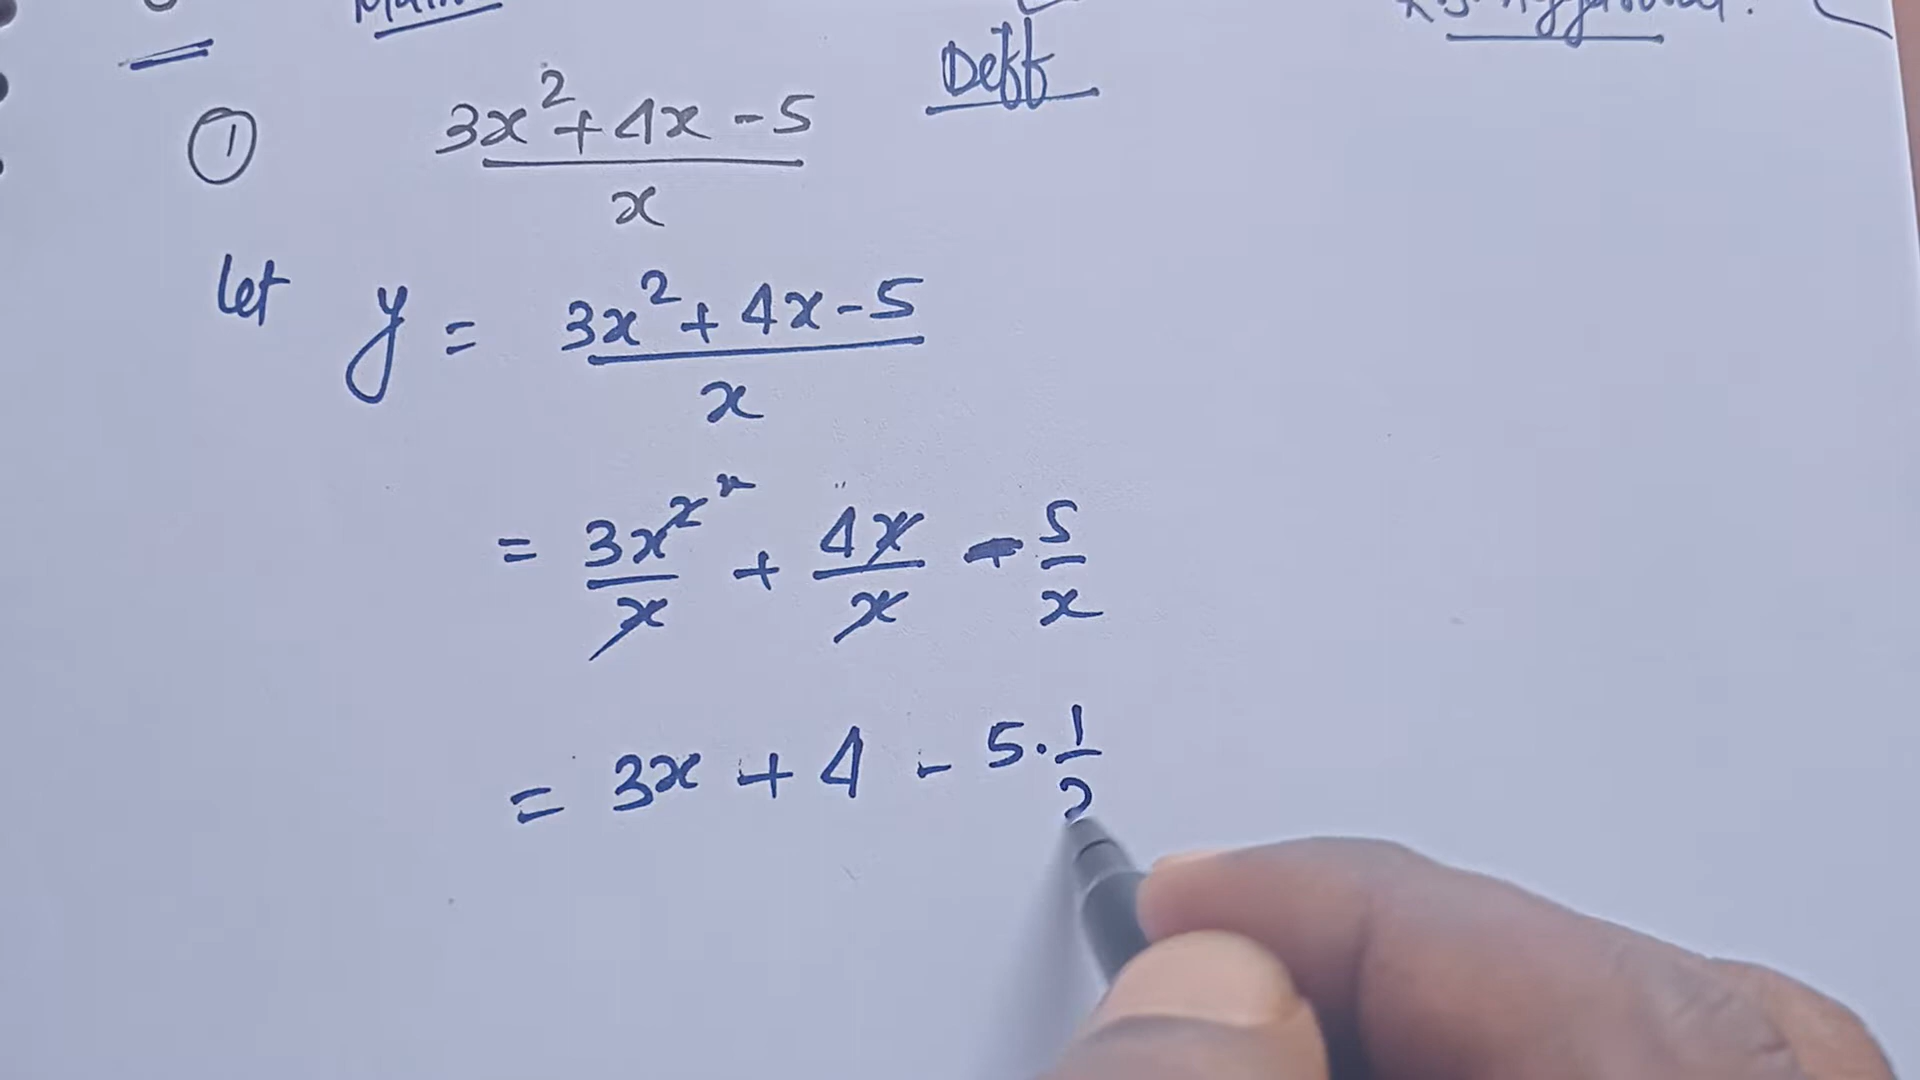 Deff
① 3x²+4x-5
x
let y = 3x²+4x-5
x
= 3x²/x + 4x/x - 5/x
= 3x + 4 - 5·1/